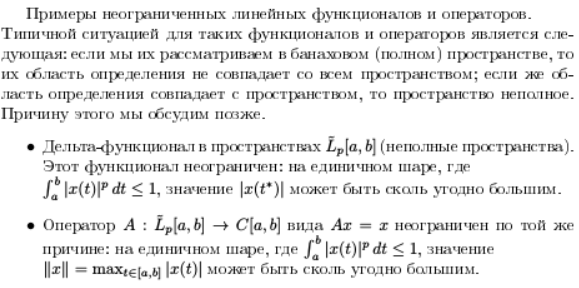 Примеры неограниченных линейных функционалов и операторов.
Типичной ситуацией для таких функционалов и операторов является сле-
дующая: если мы их рассматриваем в банаховом (полном) пространстве, то
их область определения не совпадает со всем пространством; если же об-
ласть определения совпадает с пространством, то пространство неполное.
Причину этого мы обсудим позже.
• Дельта-функционал в пространствах L̃ₚ[a, b] (неполные пространства).
Этот функционал неограничен: на единичном шаре, где
∫ₐᵇ |x(t)|ᵖ dt ≤ 1, значение |x(t*)| может быть сколь угодно большим.
• Оператор A : L̃ₚ[a, b] → C[a, b] вида Ax = x неограничен по той же
причине: на единичном шаре, где ∫ₐᵇ |x(t)|ᵖ dt ≤ 1, значение
‖x‖ = max_{t∈[a,b]} |x(t)| может быть сколь угодно большим.